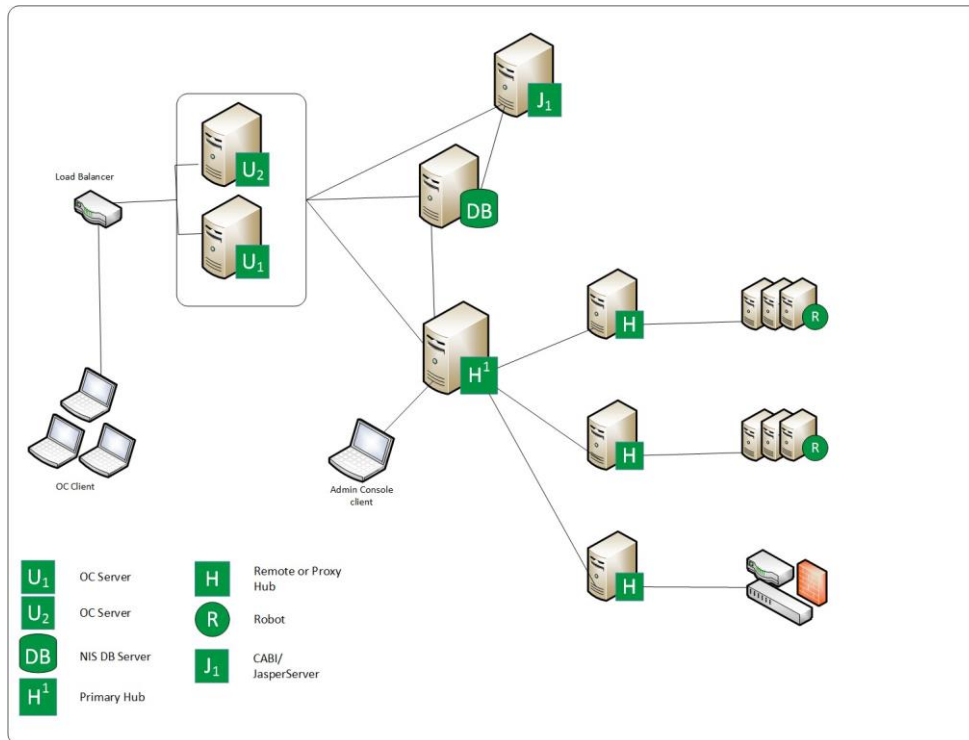 J₁
U₂
Load Balancer
DB
U₁
H
R
H¹
H
R
OC Client
Admin Console
client
H
U₁ OC Server
H Remote or Proxy
Hub
U₂ OC Server
R Robot
DB NIS DB Server
J₁ CABI/
JasperServer
H¹ Primary Hub